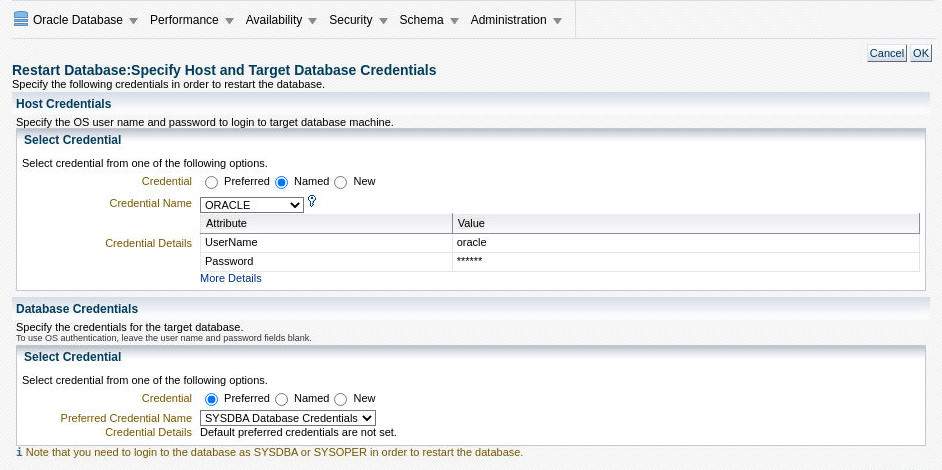 Oracle Database Performance Availability Security Schema Administration
Cancel OK
Restart Database:Specify Host and Target Database Credentials
Specify the following credentials in order to restart the database.
Host Credentials
Specify the OS user name and password to login to target database machine.
Select Credential
Select credential from one of the following options.
Credential Preferred Named New
Credential Name ORACLE
Attribute Value
Credential Details UserName oracle
Password ******
More Details
Database Credentials
Specify the credentials for the target database.
To use OS authentication, leave the user name and password fields blank.
Select Credential
Select credential from one of the following options.
Credential Preferred Named New
Preferred Credential Name SYSDBA Database Credentials
Credential Details Default preferred credentials are not set.
i Note that you need to login to the database as SYSDBA or SYSOPER in order to restart the database.